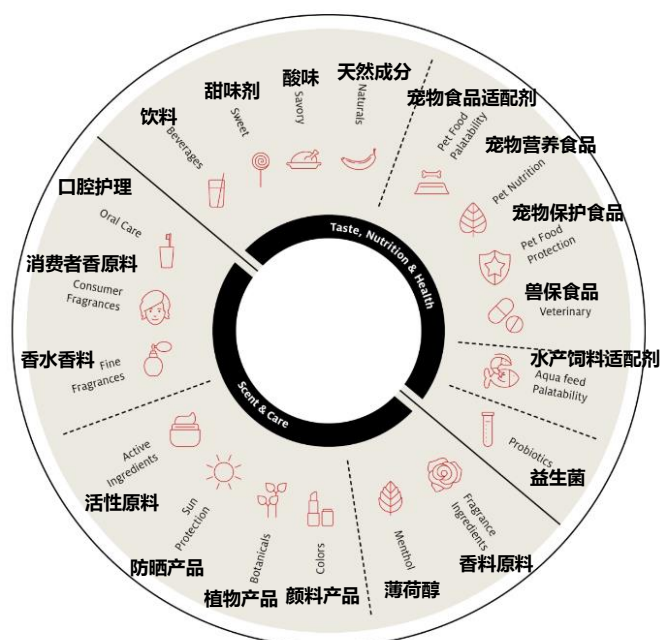 饮料
Beverages
甜味剂
Sweet
酸味
Savory
天然成分
Naturals
宠物食品适配剂
Pet Food
Palatability
宠物营养食品
Pet Nutrition
宠物保护食品
Pet Food
Protection
兽保食品
Veterinary
水产饲料适配剂
Aqua feed
Palatability
Probiotics
益生菌
Taste, Nutrition & Health
口腔护理
Oral Care
消费者香原料
Consumer
Fragrances
香水香料
Fine
Fragrances
Active
Ingredients
活性原料
Sun
Protection
防晒产品
Botanicals
植物产品
Colors
颜料产品
Menthol
薄荷醇
Fragrance
Ingredients
香料原料
Scent & Care